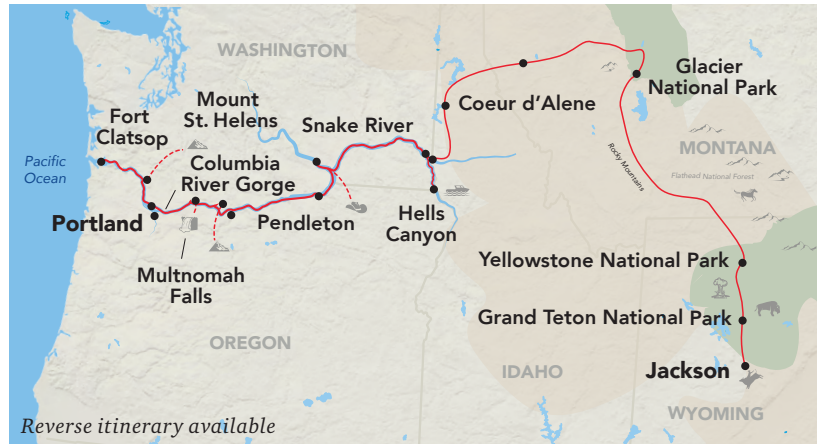 WASHINGTON
Glacier
National Park
Mount
St. Helens
Coeur d'Alene
Fort
Clatsop
Snake River
MONTANA
Rocky Mountains
Flathead National Forest
Pacific
Ocean
Columbia
River Gorge
Portland
Pendleton
Hells
Canyon
Multnomah
Falls
Yellowstone National Park
Grand Teton National Park
OREGON
IDAHO
Jackson
WYOMING
Reverse itinerary available